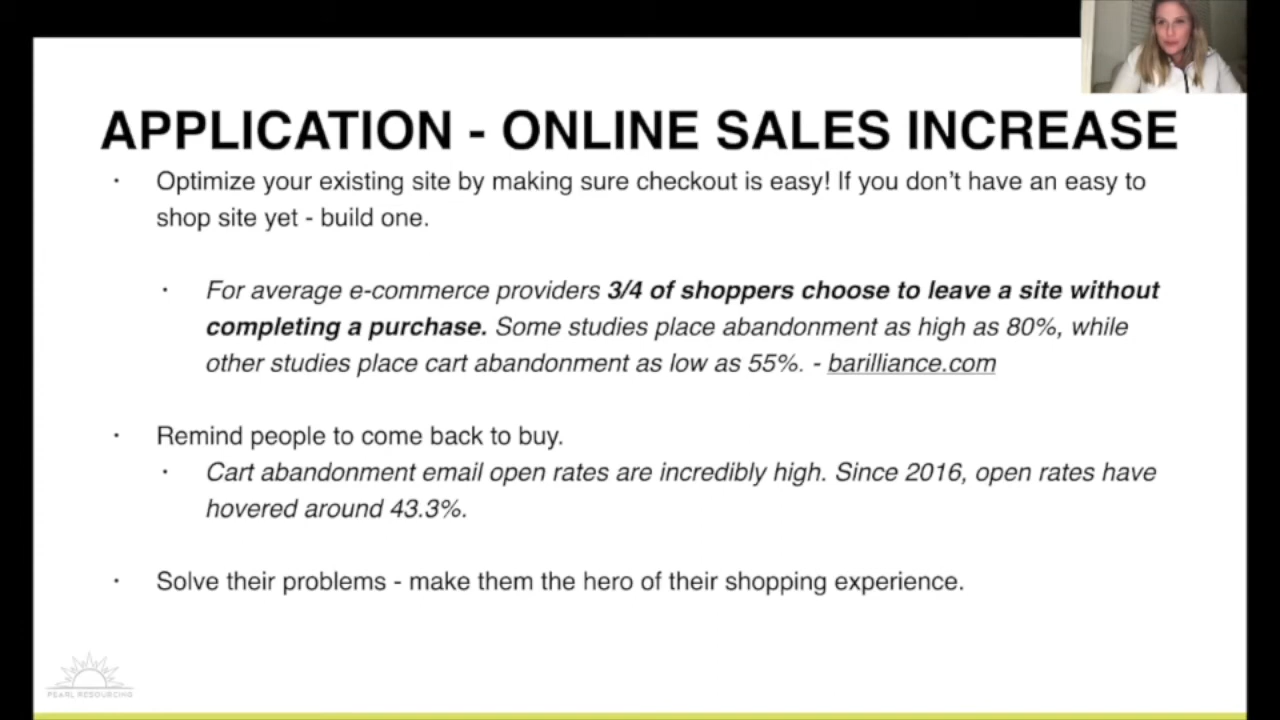 APPLICATION - ONLINE SALES INCREASE
· Optimize your existing site by making sure checkout is easy! If you don't have an easy to
shop site yet - build one.
· For average e-commerce providers 3/4 of shoppers choose to leave a site without
completing a purchase. Some studies place abandonment as high as 80%, while
other studies place cart abandonment as low as 55%. - barilliance.com
· Remind people to come back to buy.
· Cart abandonment email open rates are incredibly high. Since 2016, open rates have
hovered around 43.3%.
· Solve their problems - make them the hero of their shopping experience.
PEARL RESOURCING